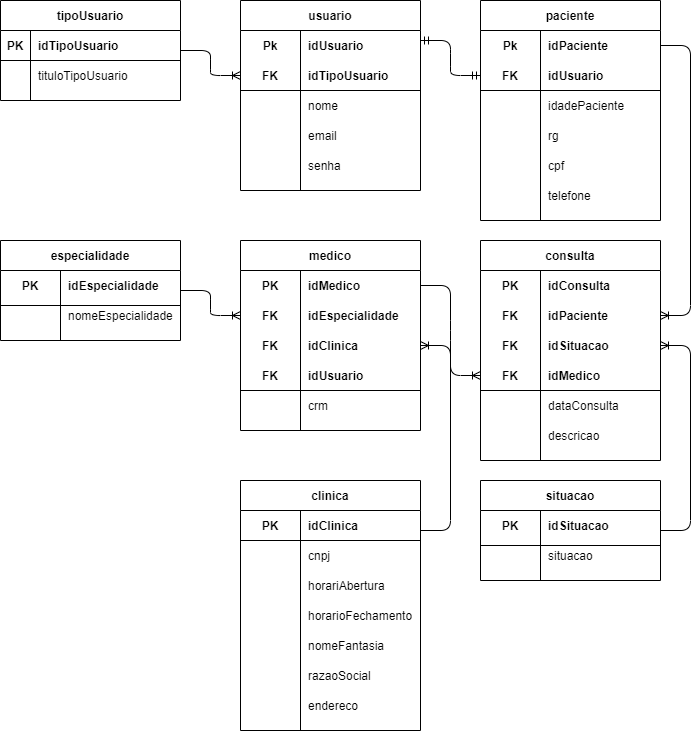 tipoUsuario
PK idTipoUsuario
tituloTipoUsuario
usuario
Pk idUsuario
FK idTipoUsuario
nome
email
senha
paciente
Pk idPaciente
FK idUsuario
idadePaciente
rg
cpf
telefone
especialidade
PK idEspecialidade
nomeEspecialidade
medico
PK idMedico
FK idEspecialidade
FK idClinica
FK idUsuario
crm
consulta
PK idConsulta
FK idPaciente
FK idSituacao
FK idMedico
dataConsulta
descricao
clinica
PK idClinica
cnpj
horariAbertura
horarioFechamento
nomeFantasia
razaoSocial
endereco
situacao
PK idSituacao
situacao